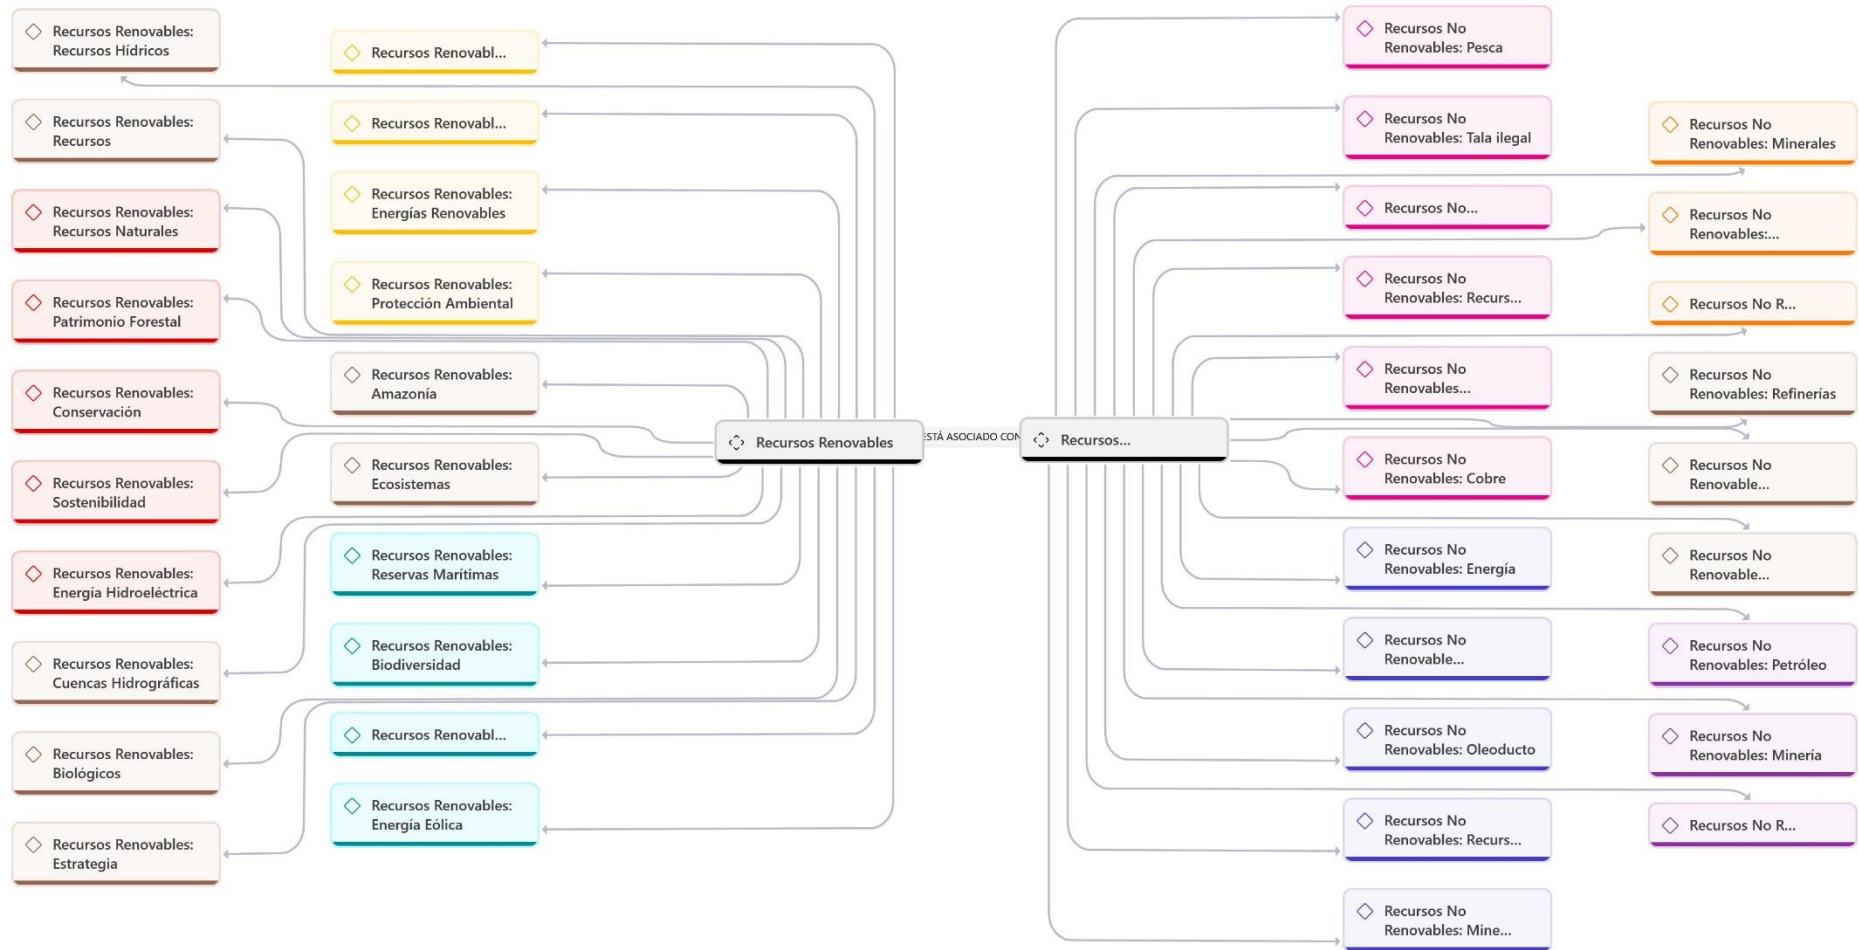 Recursos Renovables:
Recursos Hídricos
Recursos Renovables:
Recursos
Recursos Renovables:
Recursos Naturales
Recursos Renovables:
Patrimonio Forestal
Recursos Renovables:
Conservación
Recursos Renovables:
Sostenibilidad
Recursos Renovables:
Energía Hidroeléctrica
Recursos Renovables:
Cuencas Hidrográficas
Recursos Renovables:
Biológicos
Recursos Renovables:
Estrategia
Recursos Renovabl...
Recursos Renovabl...
Recursos Renovables:
Energías Renovables
Recursos Renovables:
Protección Ambiental
Recursos Renovables:
Amazonía
Recursos Renovables:
Ecosistemas
Recursos Renovables:
Reservas Marítimas
Recursos Renovables:
Biodiversidad
Recursos Renovabl...
Recursos Renovables:
Energía Eólica
Recursos Renovables
ESTÁ ASOCIADO CON
Recursos...
Recursos No
Renovables: Pesca
Recursos No
Renovables: Tala ilegal
Recursos No...
Recursos No
Renovables: Recurs...
Recursos No
Renovables...
Recursos No
Renovables: Cobre
Recursos No
Renovables: Energía
Recursos No
Renovable...
Recursos No
Renovables: Oleoducto
Recursos No
Renovables: Recurs...
Recursos No
Renovables: Mine...
Recursos No
Renovables: Minerales
Recursos No
Renovables:...
Recursos No R...
Recursos No
Renovables: Refinerías
Recursos No
Renovable...
Recursos No
Renovable...
Recursos No
Renovables: Petróleo
Recursos No
Renovables: Minería
Recursos No R...